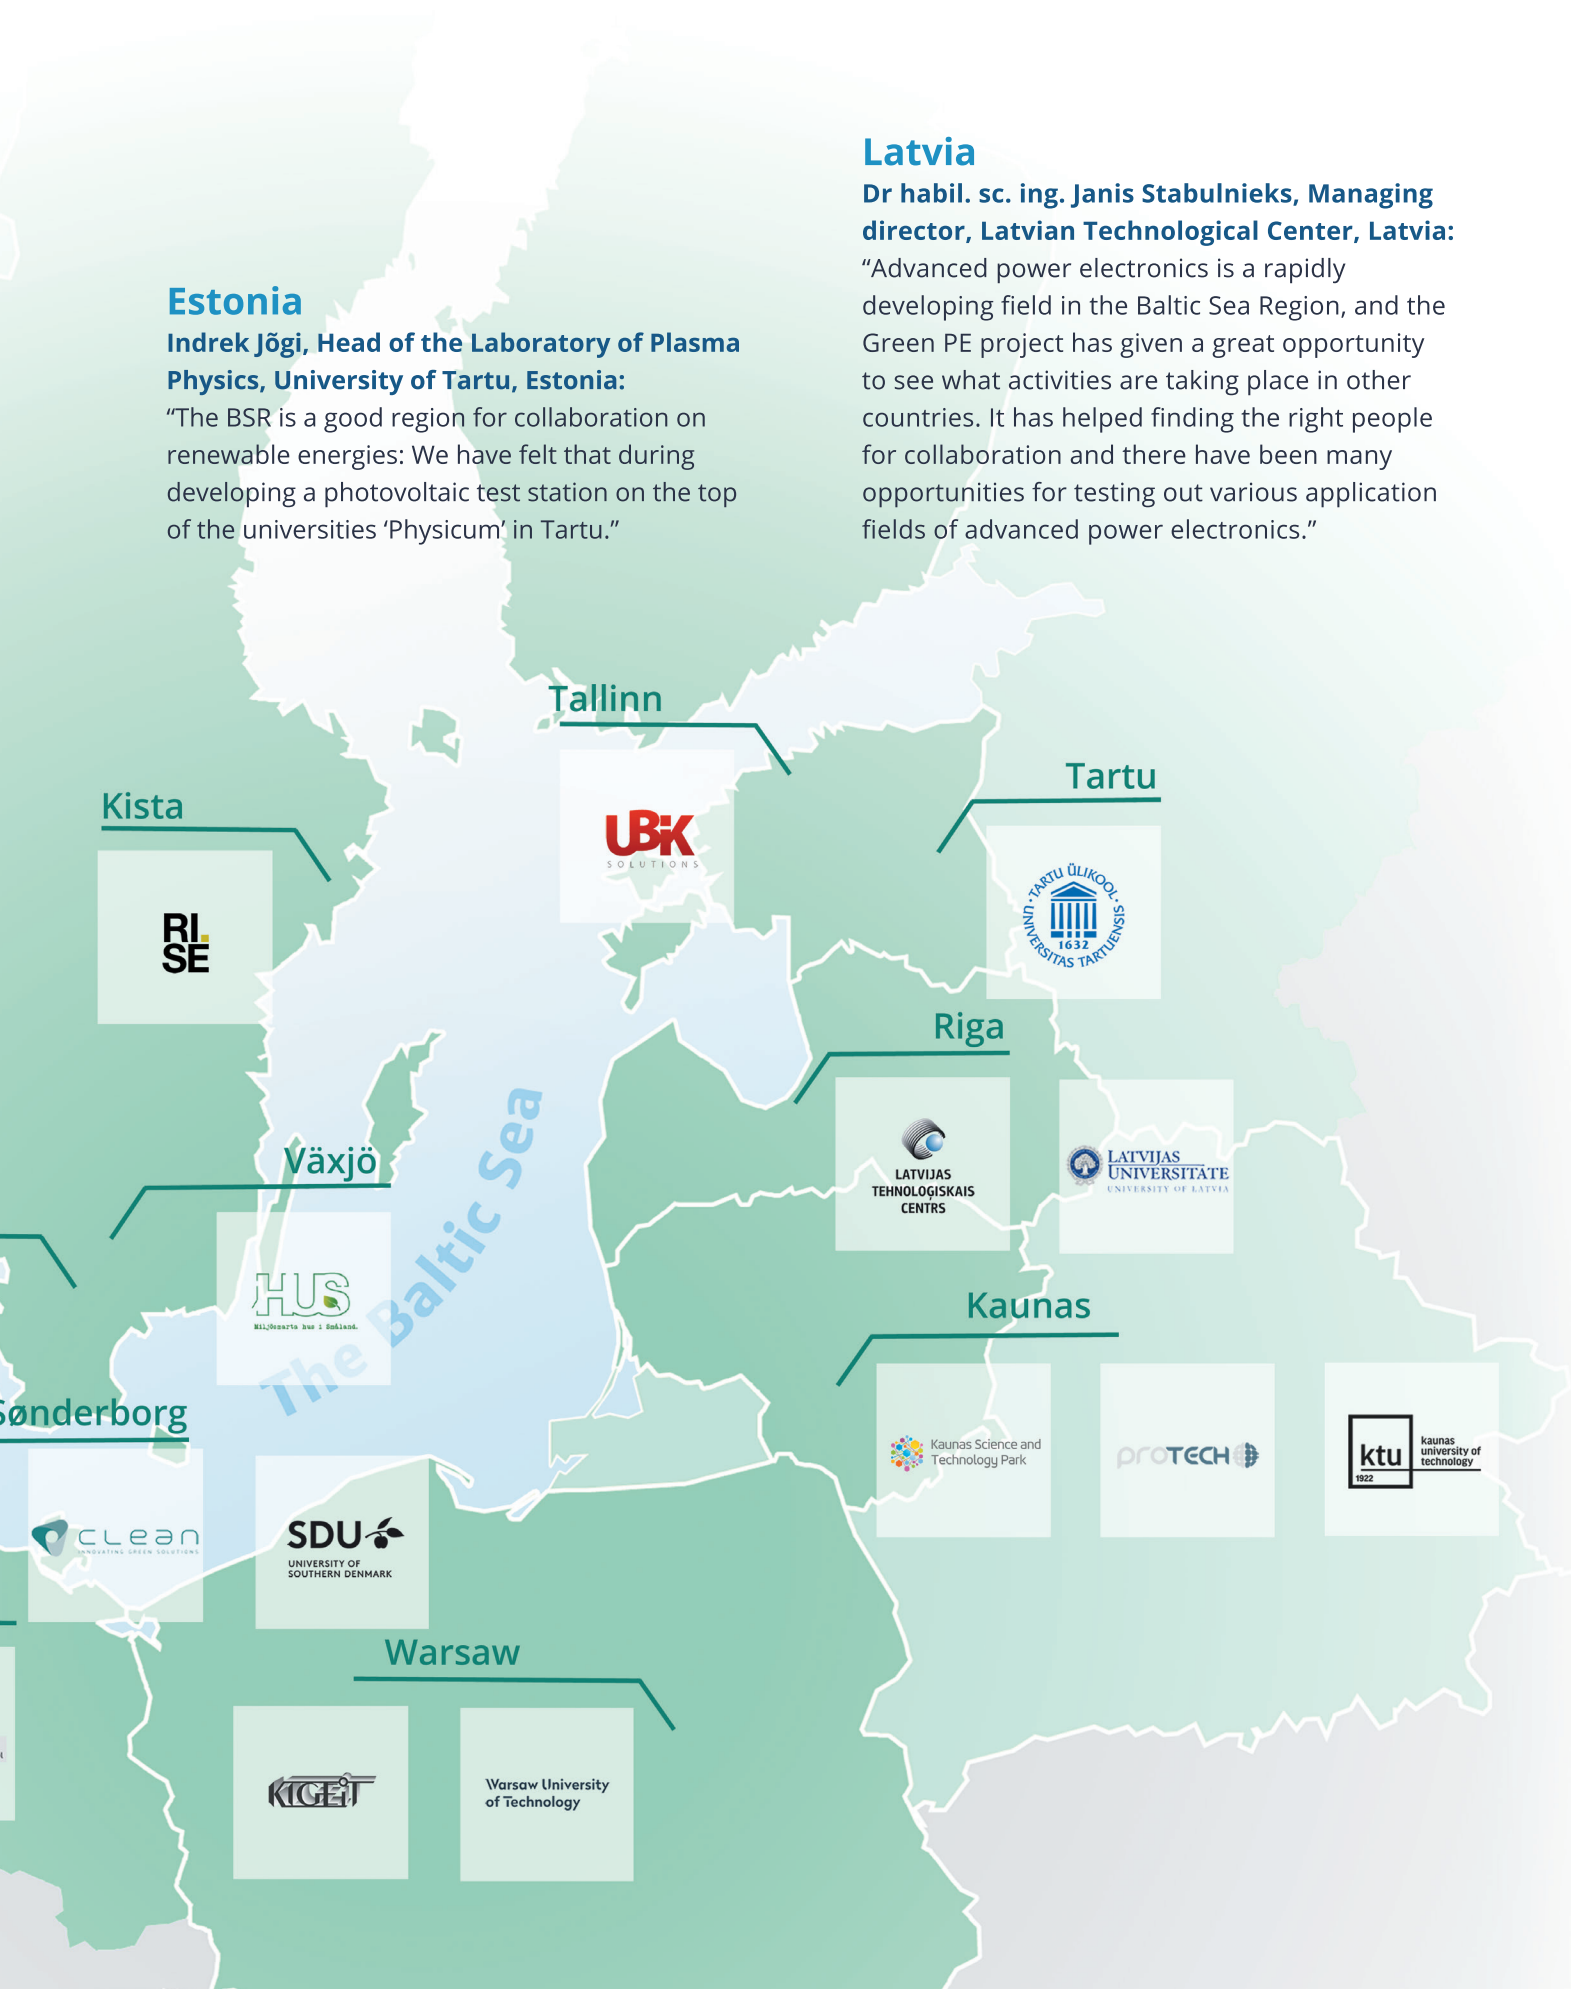 Latvia
Dr habil. sc. ing. Janis Stabulnieks, Managing
director, Latvian Technological Center, Latvia:
“Advanced power electronics is a rapidly
developing field in the Baltic Sea Region, and the
Green PE project has given a great opportunity
to see what activities are taking place in other
countries. It has helped finding the right people
for collaboration and there have been many
opportunities for testing out various application
fields of advanced power electronics.”
Estonia
Indrek Jõgi, Head of the Laboratory of Plasma
Physics, University of Tartu, Estonia:
“The BSR is a good region for collaboration on
renewable energies: We have felt that during
developing a photovoltaic test station on the top
of the universities ‘Physicum’ in Tartu.”
Tallinn
UBiK
SOLUTIONS
Tartu
TARTU ÜLIKOOL
UNIVERSITAS TARTUENSIS
1632
Kista
RI.
SE
Riga
LATVIJAS
TEHNOLOĢISKAIS
CENTRS
LATVIJAS
UNIVERSITĀTE
UNIVERSITY OF LATVIA
Växjö
HUS
Miljösmarta hus i Småland.
The Baltic Sea
Kaunas
Kaunas Science and
Technology Park
proTECH
ktu
1922
kaunas
university of
technology
Sønderborg
CLean
INNOVATING GREEN SOLUTIONS
SDU
UNIVERSITY OF
SOUTHERN DENMARK
Warsaw
KIGEiT
Warsaw University
of Technology